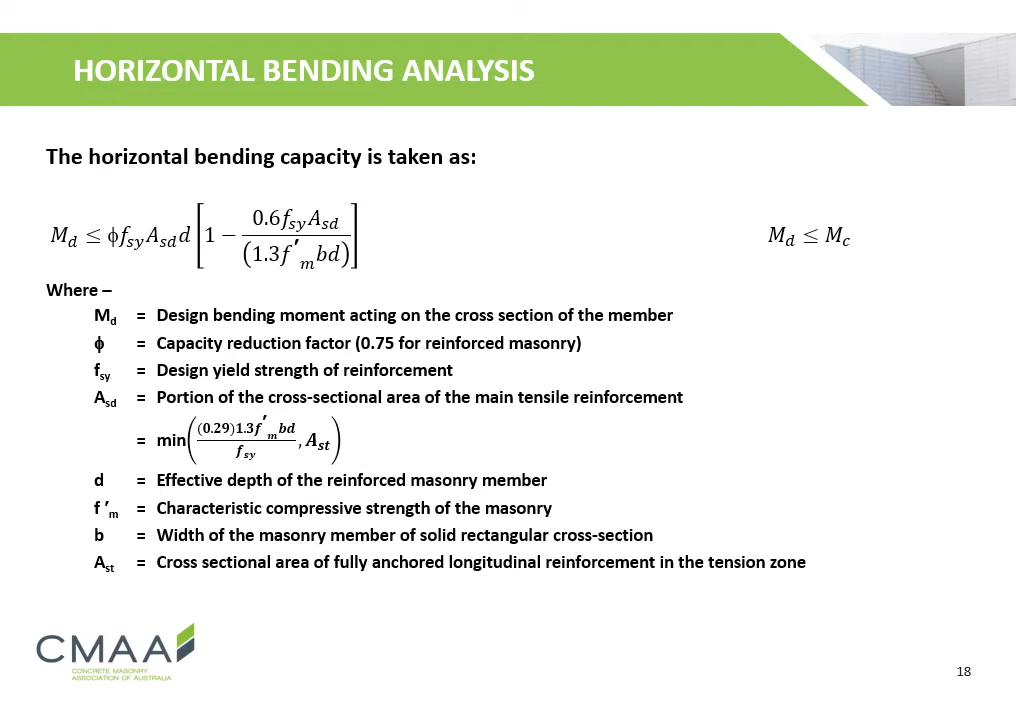 HORIZONTAL BENDING ANALYSIS
The horizontal bending capacity is taken as:
M_d ≤ ϕf_sy A_sd d [1 − 0.6f_sy A_sd / (1.3f′_m bd)]    M_d ≤ M_c
Where –
M_d = Design bending moment acting on the cross section of the member
ϕ = Capacity reduction factor (0.75 for reinforced masonry)
f_sy = Design yield strength of reinforcement
A_sd = Portion of the cross-sectional area of the main tensile reinforcement
= min((0.29)1.3f′_m bd / f_sy , A_st)
d = Effective depth of the reinforced masonry member
f ′_m = Characteristic compressive strength of the masonry
b = Width of the masonry member of solid rectangular cross-section
A_st = Cross sectional area of fully anchored longitudinal reinforcement in the tension zone
CMAA
CONCRETE MASONRY
ASSOCIATION OF AUSTRALIA
18